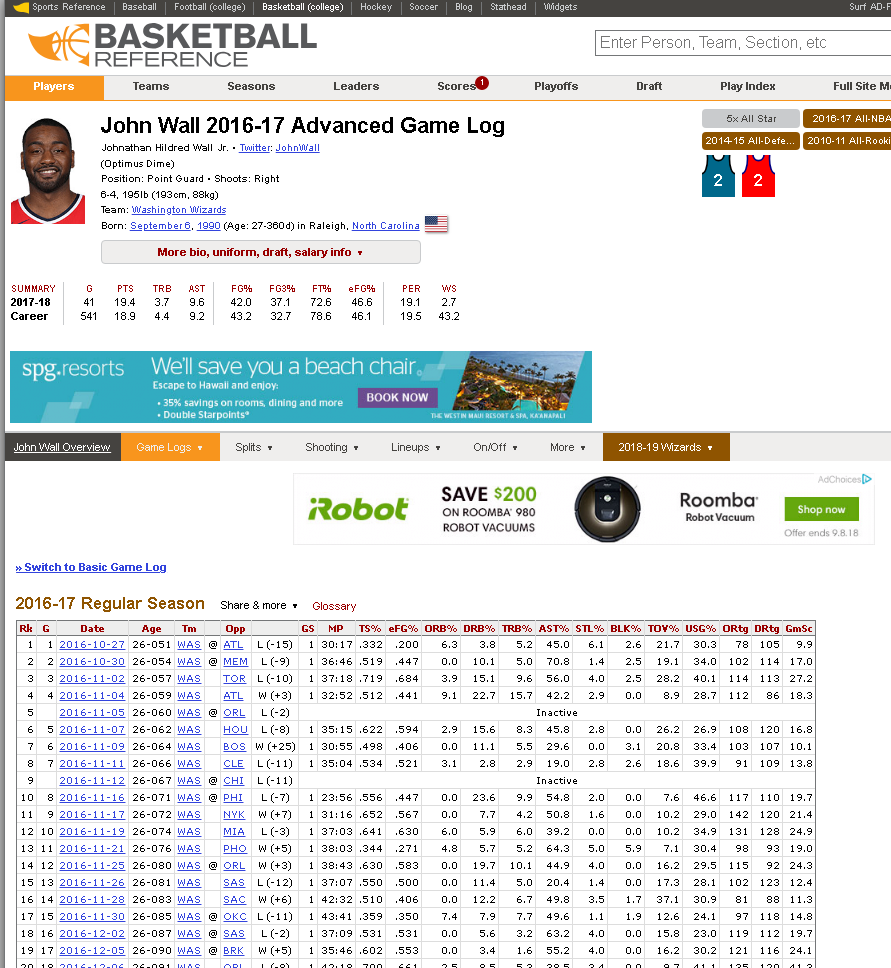 Sports Reference Baseball Football (college) Basketball (college) Hockey Soccer Blog Stathead Widgets Surf AD-F
BASKETBALL
REFERENCE
Enter Person, Team, Section, etc
Players Teams Seasons Leaders Scores 1 Playoffs Draft Play Index Full Site M
John Wall 2016-17 Advanced Game Log
5x All Star 2016-17 All-NBA
2014-15 All-Defe... 2010-11 All-Rooki
2 2
Johnathan Hildred Wall Jr. • Twitter: JohnWall
(Optimus Dime)
Position: Point Guard • Shoots: Right
6-4, 195lb (193cm, 88kg)
Team: Washington Wizards
Born: September 6, 1990 (Age: 27-360d) in Raleigh, North Carolina
More bio, uniform, draft, salary info ▼
SUMMARY G PTS TRB AST FG% FG3% FT% eFG% PER WS
2017-18 41 19.4 3.7 9.6 42.0 37.1 72.6 46.6 19.1 2.7
Career 541 18.9 4.4 9.2 43.2 32.7 78.6 46.1 19.5 43.2
spg.resorts We'll save you a beach chair.
Escape to Hawaii and enjoy:
• 35% savings on rooms, dining and more
• Double Starpoints*
BOOK NOW
THE WESTIN MAUI RESORT & SPA, KA'ANAPALI
John Wall Overview Game Logs ▼ Splits ▼ Shooting ▼ Lineups ▼ On/Off ▼ More ▼ 2018-19 Wizards ▼
AdChoices
iRobot SAVE $200
ON ROOMBA® 980
ROBOT VACUUMS
Roomba®
Robot Vacuum
Shop now
Offer ends 9.8.18
» Switch to Basic Game Log
2016-17 Regular Season Share & more ▼ Glossary
Rk G Date Age Tm Opp GS MP TS% eFG% ORB% DRB% TRB% AST% STL% BLK% TOV% USG% ORtg DRtg GmSc
1 1 2016-10-27 26-051 WAS @ ATL L (-15) 1 30:17 .332 .200 6.3 3.8 5.2 45.0 6.1 2.6 21.7 30.3 78 105 9.9
2 2 2016-10-30 26-054 WAS @ MEM L (-9) 1 36:46 .519 .447 0.0 10.1 5.0 70.8 1.4 2.5 19.1 34.0 102 114 17.0
3 3 2016-11-02 26-057 WAS TOR L (-10) 1 37:18 .719 .684 3.9 15.1 9.6 56.0 4.0 2.5 28.2 40.1 114 113 27.2
4 4 2016-11-04 26-059 WAS ATL W (+3) 1 32:52 .512 .441 9.1 22.7 15.7 42.2 2.9 0.0 8.9 28.7 112 86 18.3
5 2016-11-05 26-060 WAS @ ORL L (-2) Inactive
6 5 2016-11-07 26-062 WAS HOU L (-8) 1 35:15 .622 .594 2.9 15.6 8.3 45.8 2.8 0.0 26.2 26.9 108 120 16.8
7 6 2016-11-09 26-064 WAS BOS W (+25) 1 30:55 .498 .406 0.0 11.1 5.5 29.6 0.0 3.1 20.8 33.4 103 107 10.1
8 7 2016-11-11 26-066 WAS CLE L (-11) 1 35:04 .534 .521 3.1 2.8 2.9 19.0 2.8 2.6 18.6 39.9 91 109 13.8
9 2016-11-12 26-067 WAS @ CHI L (-11) Inactive
10 8 2016-11-16 26-071 WAS @ PHI L (-7) 1 23:56 .556 .447 0.0 23.6 9.9 54.8 2.0 0.0 7.6 46.6 117 110 19.7
11 9 2016-11-17 26-072 WAS NYK W (+7) 1 31:16 .652 .567 0.0 7.7 4.2 50.8 1.6 0.0 10.2 29.0 142 120 21.4
12 10 2016-11-19 26-074 WAS MIA L (-3) 1 37:03 .641 .630 6.0 5.9 6.0 39.2 0.0 0.0 10.2 34.9 131 128 24.9
13 11 2016-11-21 26-076 WAS PHO W (+5) 1 38:03 .344 .271 4.8 5.7 5.2 64.3 5.0 5.9 7.1 30.4 98 93 19.0
14 12 2016-11-25 26-080 WAS @ ORL W (+3) 1 38:43 .630 .583 0.0 19.7 10.1 44.9 4.0 0.0 16.2 29.5 115 92 24.3
15 13 2016-11-26 26-081 WAS SAS L (-12) 1 37:07 .550 .500 0.0 11.4 5.0 20.4 1.4 0.0 17.3 28.1 102 123 12.4
16 14 2016-11-28 26-083 WAS SAC W (+6) 1 42:32 .510 .406 0.0 12.2 6.7 49.8 3.5 1.7 37.1 30.9 81 88 11.3
17 15 2016-11-30 26-085 WAS @ OKC L (-11) 1 43:41 .359 .350 7.4 7.9 7.7 49.6 1.1 1.9 12.6 24.1 97 118 14.8
18 16 2016-12-02 26-087 WAS @ SAS L (-2) 1 37:09 .531 .531 0.0 5.6 3.2 63.2 4.0 0.0 15.8 23.0 119 112 19.7
19 17 2016-12-05 26-090 WAS @ BRK W (+5) 1 35:46 .602 .553 0.0 3.4 1.6 55.2 4.0 0.0 16.2 30.2 121 116 24.1